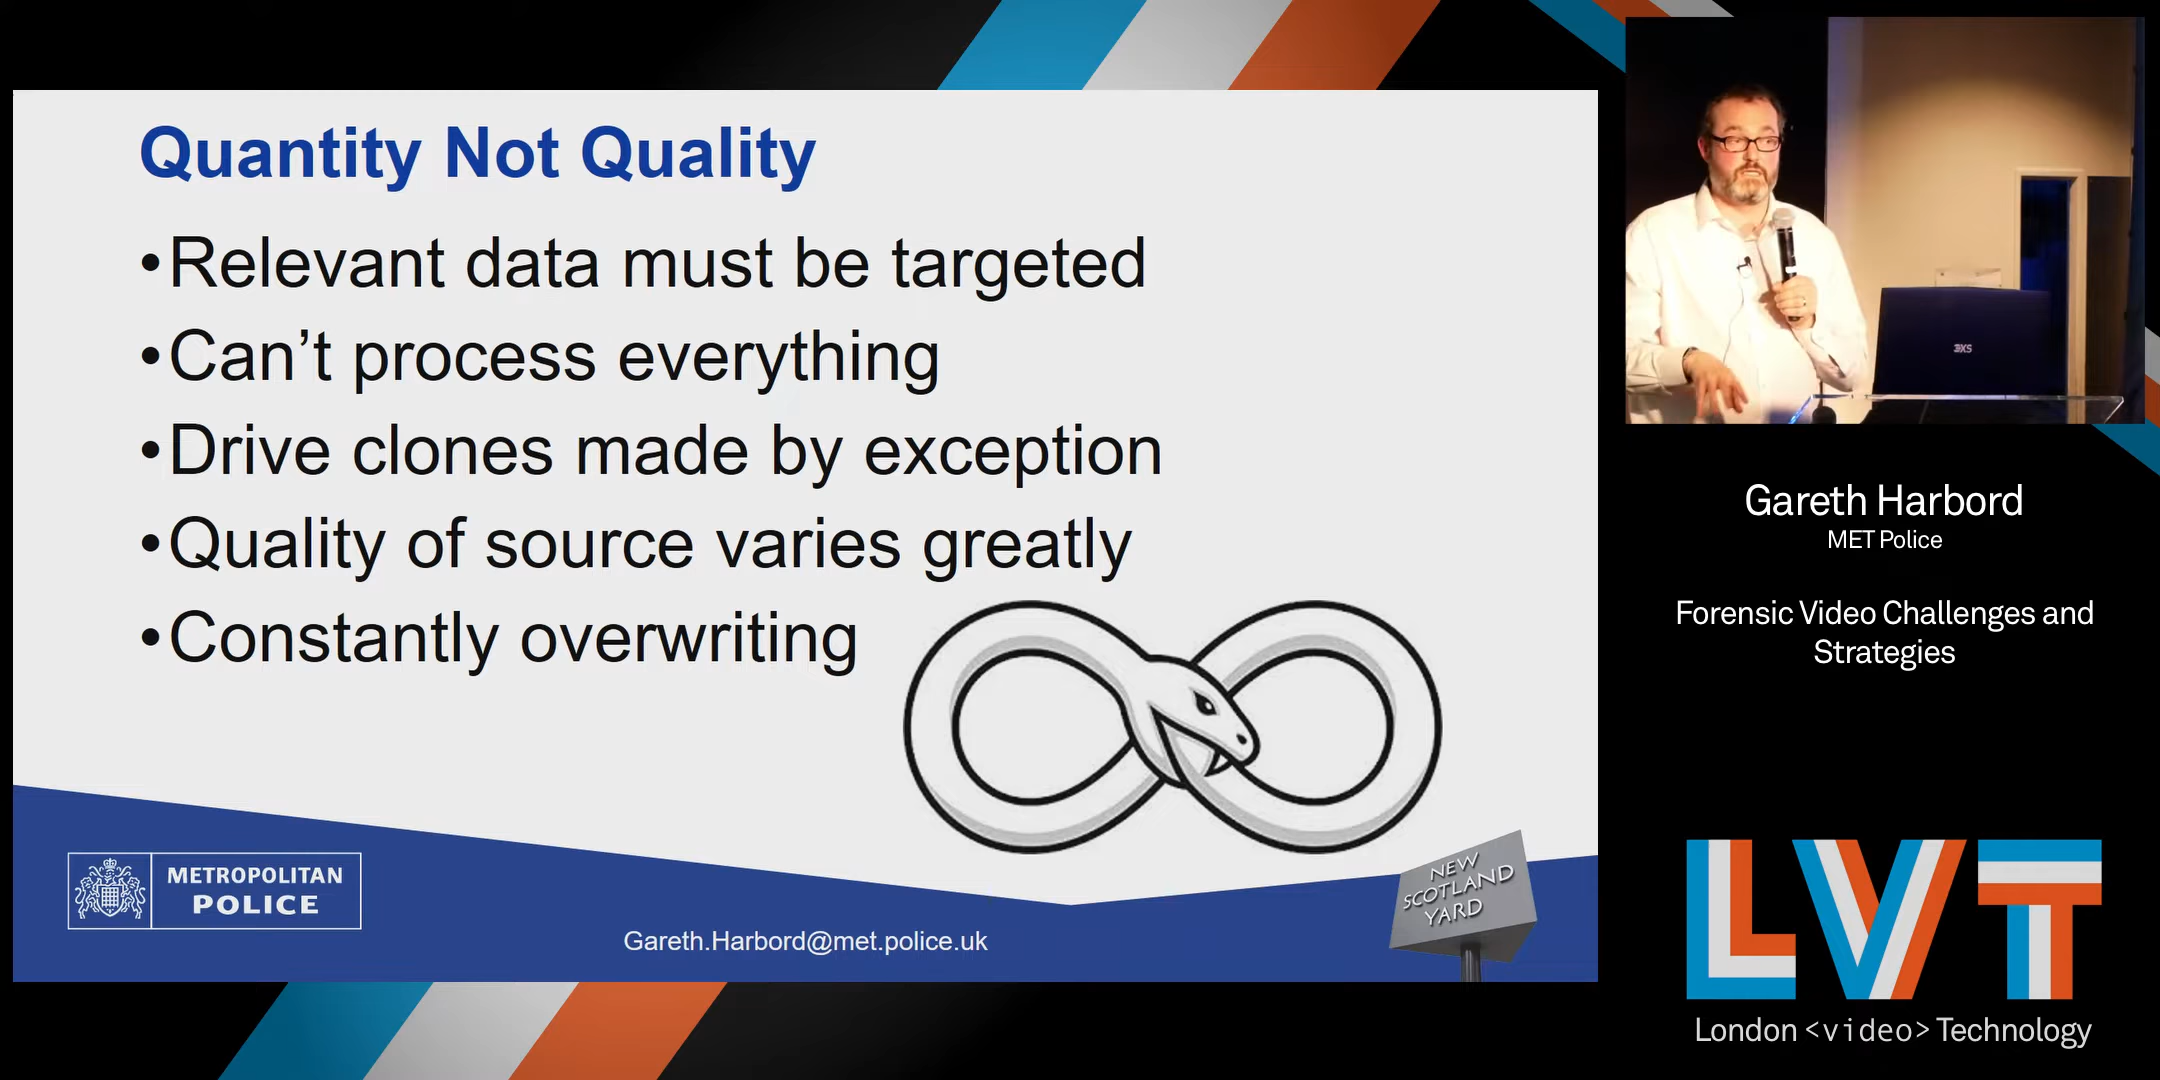 Quantity Not Quality
•Relevant data must be targeted
•Can’t process everything
•Drive clones made by exception
•Quality of source varies greatly
•Constantly overwriting
METROPOLITAN
POLICE
Gareth.Harbord@met.police.uk
NEW
SCOTLAND
YARD
3XS
Gareth Harbord
MET Police
Forensic Video Challenges and
Strategies
LVT
London <video> Technology